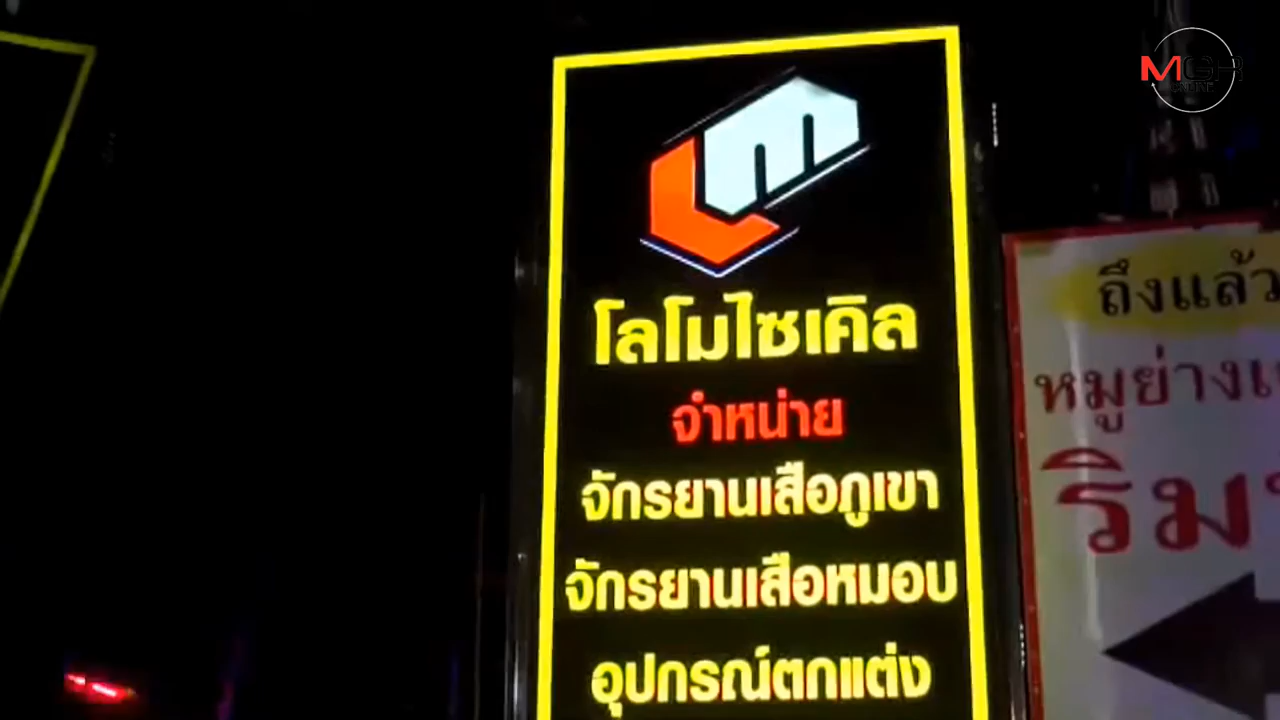 MGR
โลโมไซเคิล
จำหน่าย
จักรยานเสือภูเขา
จักรยานเสือหมอบ
อุปกรณ์ตกแต่ง
ถึงแล้ว
หมูย่าง
ริม